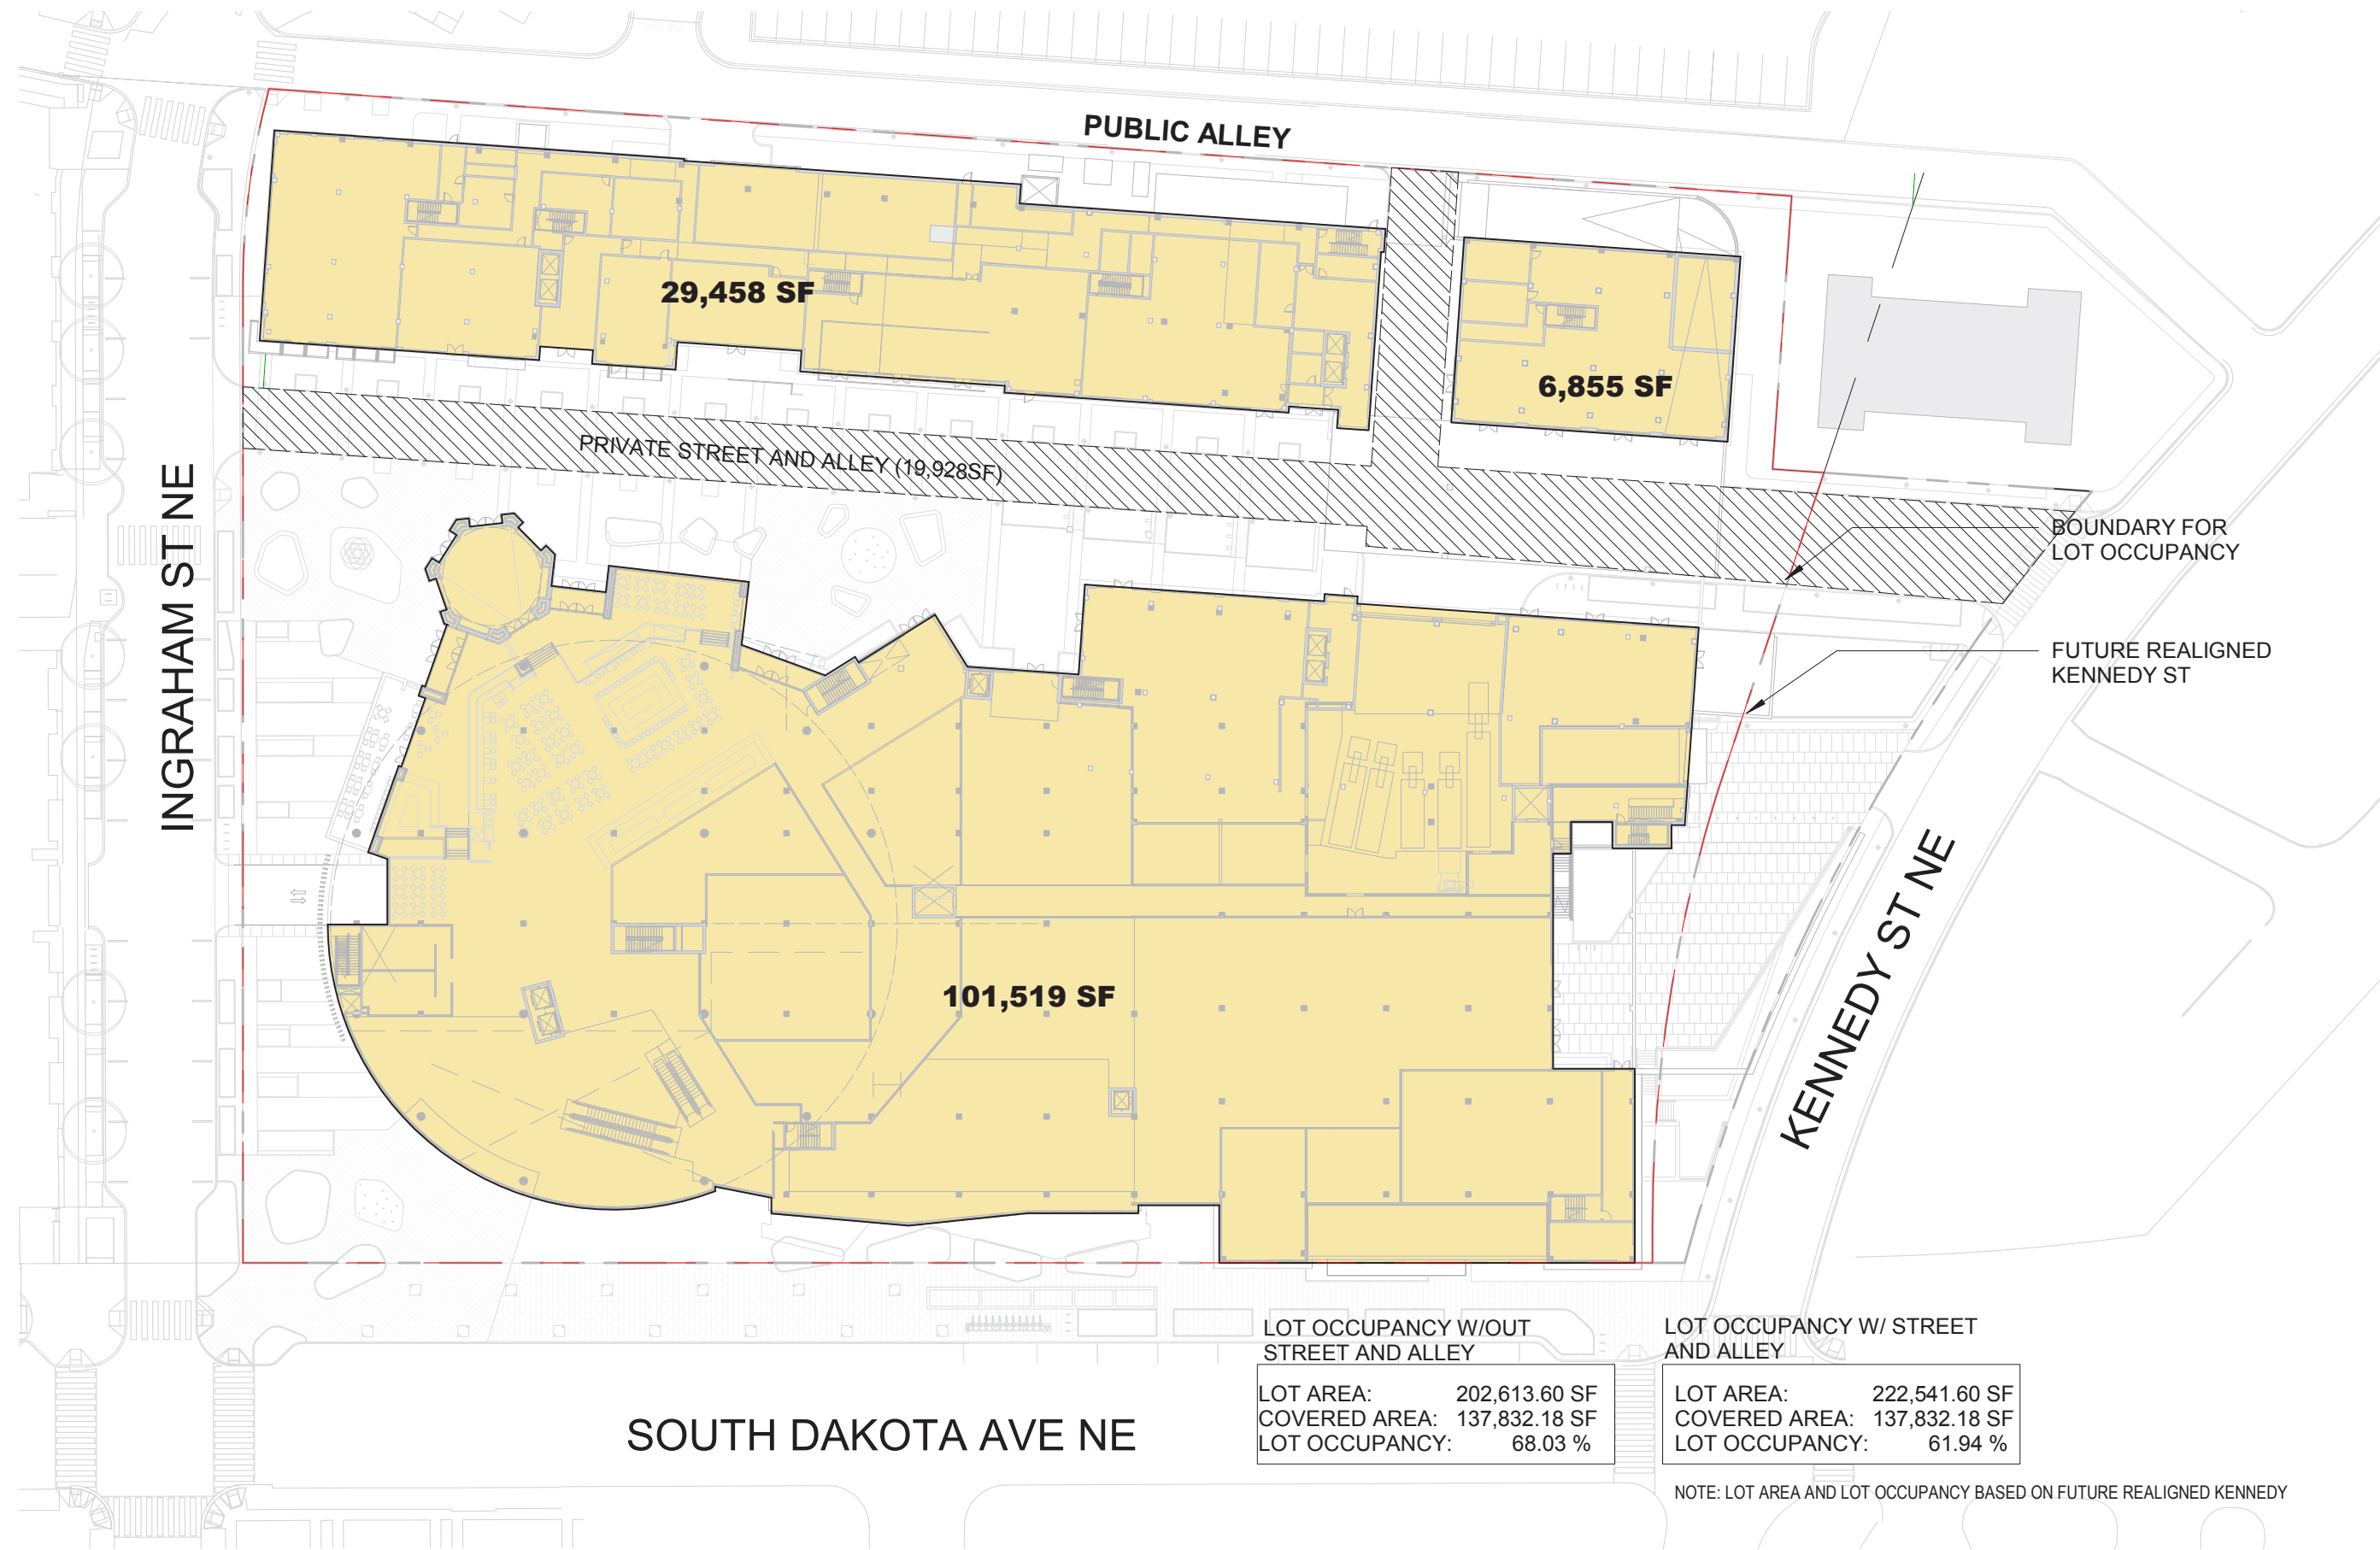 PUBLIC ALLEY
29,458 SF
6,855 SF
PRIVATE STREET AND ALLEY (19,928SF)
INGRAHAM ST NE
BOUNDARY FOR
LOT OCCUPANCY
FUTURE REALIGNED
KENNEDY ST
101,519 SF
KENNEDY ST NE
SOUTH DAKOTA AVE NE
LOT OCCUPANCY W/OUT
STREET AND ALLEY
LOT AREA: 202,613.60 SF
COVERED AREA: 137,832.18 SF
LOT OCCUPANCY: 68.03 %
LOT OCCUPANCY W/ STREET
AND ALLEY
LOT AREA: 222,541.60 SF
COVERED AREA: 137,832.18 SF
LOT OCCUPANCY: 61.94 %
NOTE: LOT AREA AND LOT OCCUPANCY BASED ON FUTURE REALIGNED KENNEDY